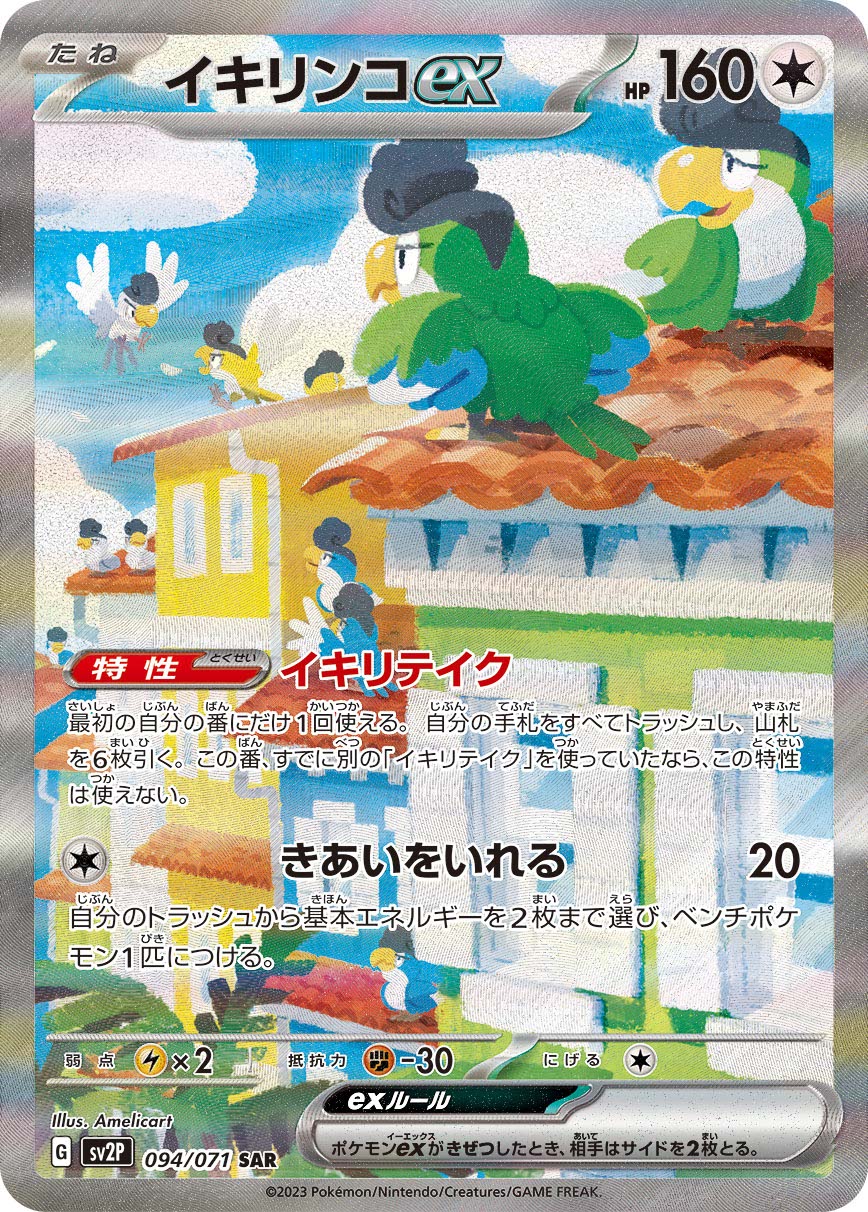 たね イキリンコex HP 160
特性 とくせい イキリテイク
最初の自分の番にだけ1回使える。自分の手札をすべてトラッシュし、山札
を6枚引く。この番、すでに別の「イキリテイク」を使っていたなら、この特性
は使えない。
きあいをいれる 20
自分のトラッシュから基本エネルギーを2枚まで選び、ベンチポケ
モン1匹につける。
弱点 ×2 抵抗力 -30 にげる
exルール
ポケモンexがきぜつしたとき、相手はサイドを2枚とる。
Illus. Amelicart
G sv2P 094/071 SAR
©2023 Pokémon/Nintendo/Creatures/GAME FREAK.